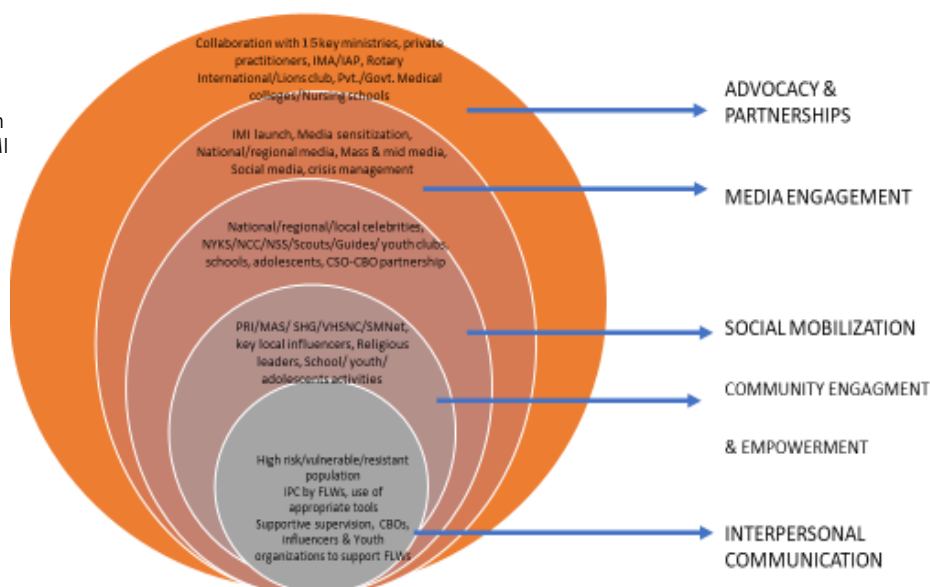 Collaboration with 15 key ministries, private
practitioners, IMA/IAP, Rotary
International/Lions club, Pvt./Govt. Medical
colleges/Nursing schools
ADVOCACY &
PARTNERSHIPS
IMI launch, Media sensitization,
National/regional media, Mass & mid media,
Social media, crisis management
MEDIA ENGAGEMENT
National/regional/local celebrities,
NYKS/NCC/NSS/Scouts/Guides/ youth clubs,
schools, adolescents, CSO-CBO partnership
SOCIAL MOBILIZATION
PRI/MAS/ SHG/VHSNC/SMNet,
key local influencers, Religious
leaders, School/ youth/
adolescents activities
COMMUNITY ENGAGMENT
& EMPOWERMENT
High risk/vulnerable/resistant
population
IPC by FLWs, use of
appropriate tools
Supportive supervision, CBOs,
influencers & Youth
organizations to support FLWs
INTERPERSONAL
COMMUNICATION